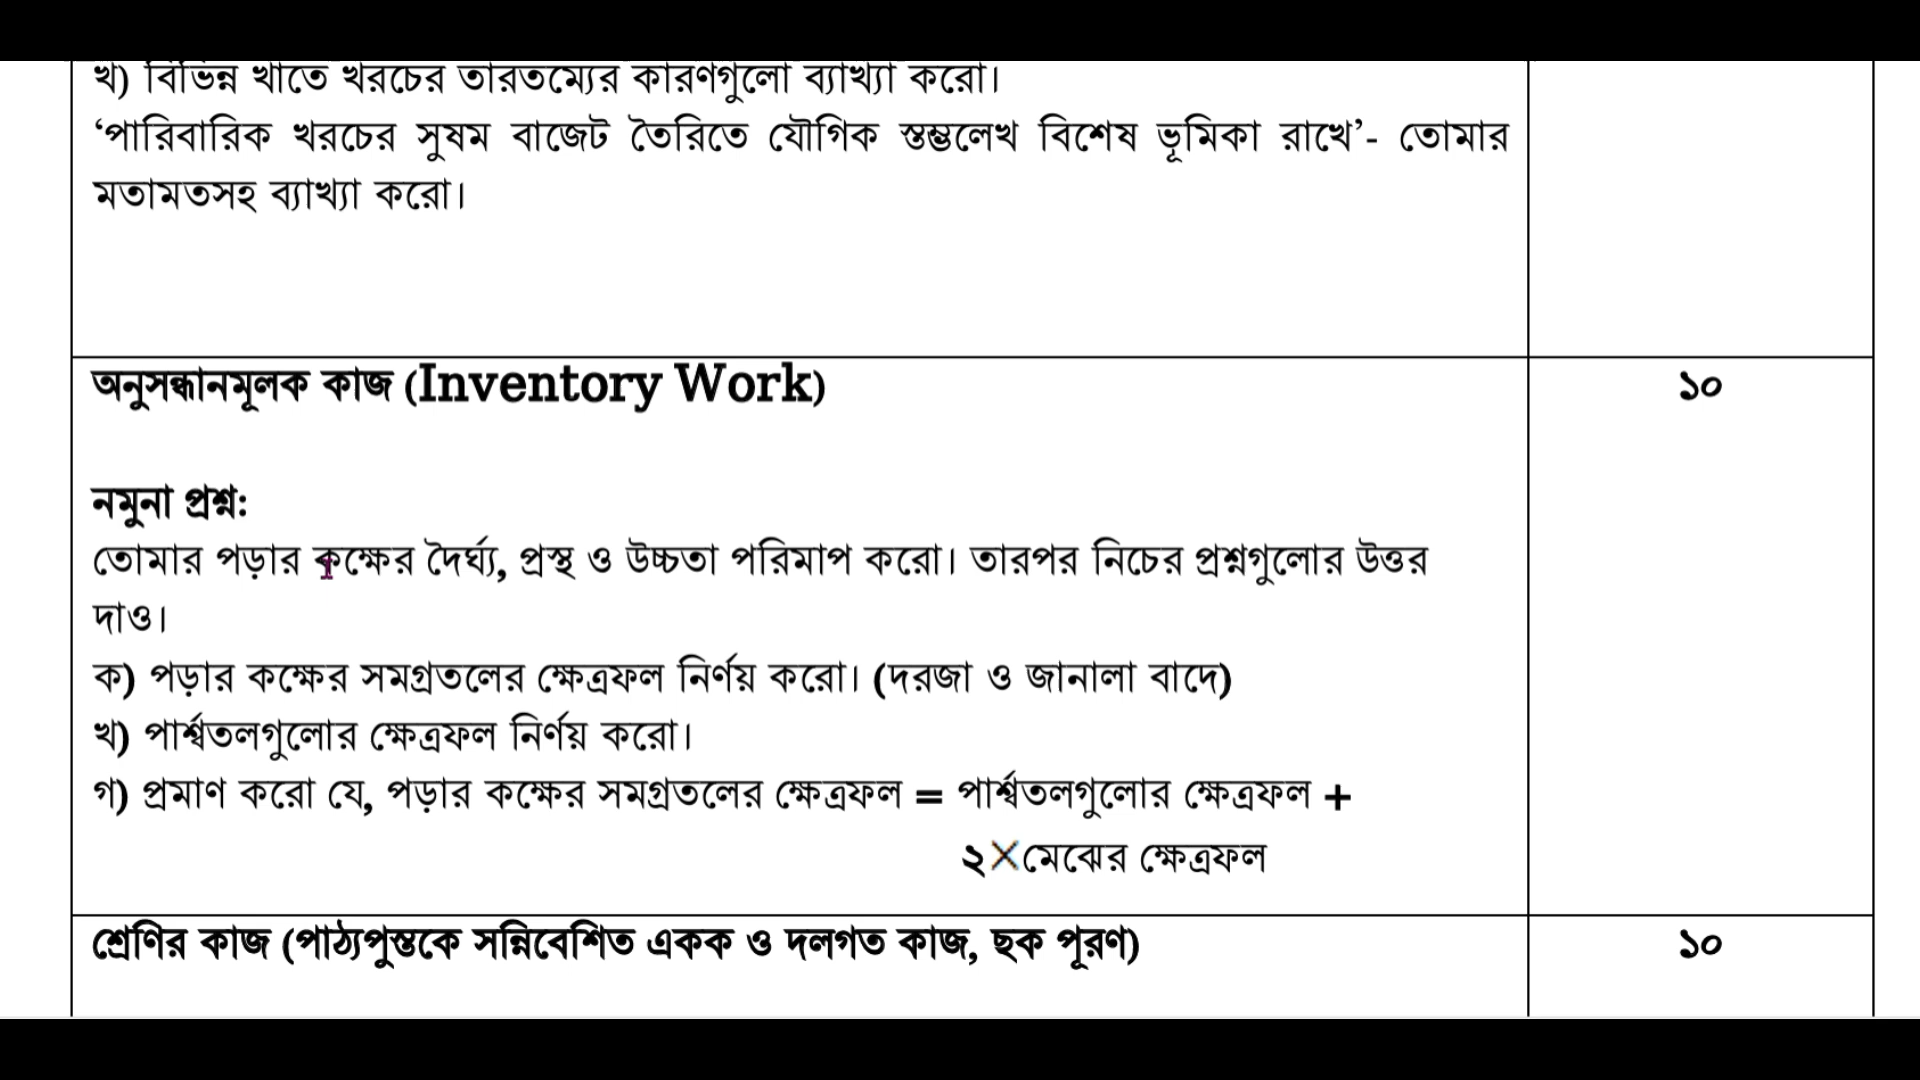 খ) বিভিন্ন খাতে খরচের তারতম্যের কারণগুলো ব্যাখ্যা করো।
‘পারিবারিক খরচের সুষম বাজেট তৈরিতে যৌগিক স্তম্ভলেখ বিশেষ ভূমিকা রাখে’- তোমার
মতামতসহ ব্যাখ্যা করো।
অনুসন্ধানমূলক কাজ (Inventory Work)
১০
নমুনা প্রশ্ন:
তোমার পড়ার কক্ষের দৈর্ঘ্য, প্রস্থ ও উচ্চতা পরিমাপ করো। তারপর নিচের প্রশ্নগুলোর উত্তর
দাও।
ক) পড়ার কক্ষের সমগ্রতলের ক্ষেত্রফল নির্ণয় করো। (দরজা ও জানালা বাদে)
খ) পার্শ্বতলগুলোর ক্ষেত্রফল নির্ণয় করো।
গ) প্রমাণ করো যে, পড়ার কক্ষের সমগ্রতলের ক্ষেত্রফল = পার্শ্বতলগুলোর ক্ষেত্রফল +
২×মেঝের ক্ষেত্রফল
শ্রেণির কাজ (পাঠ্যপুস্তকে সন্নিবেশিত একক ও দলগত কাজ, ছক পূরণ)
১০